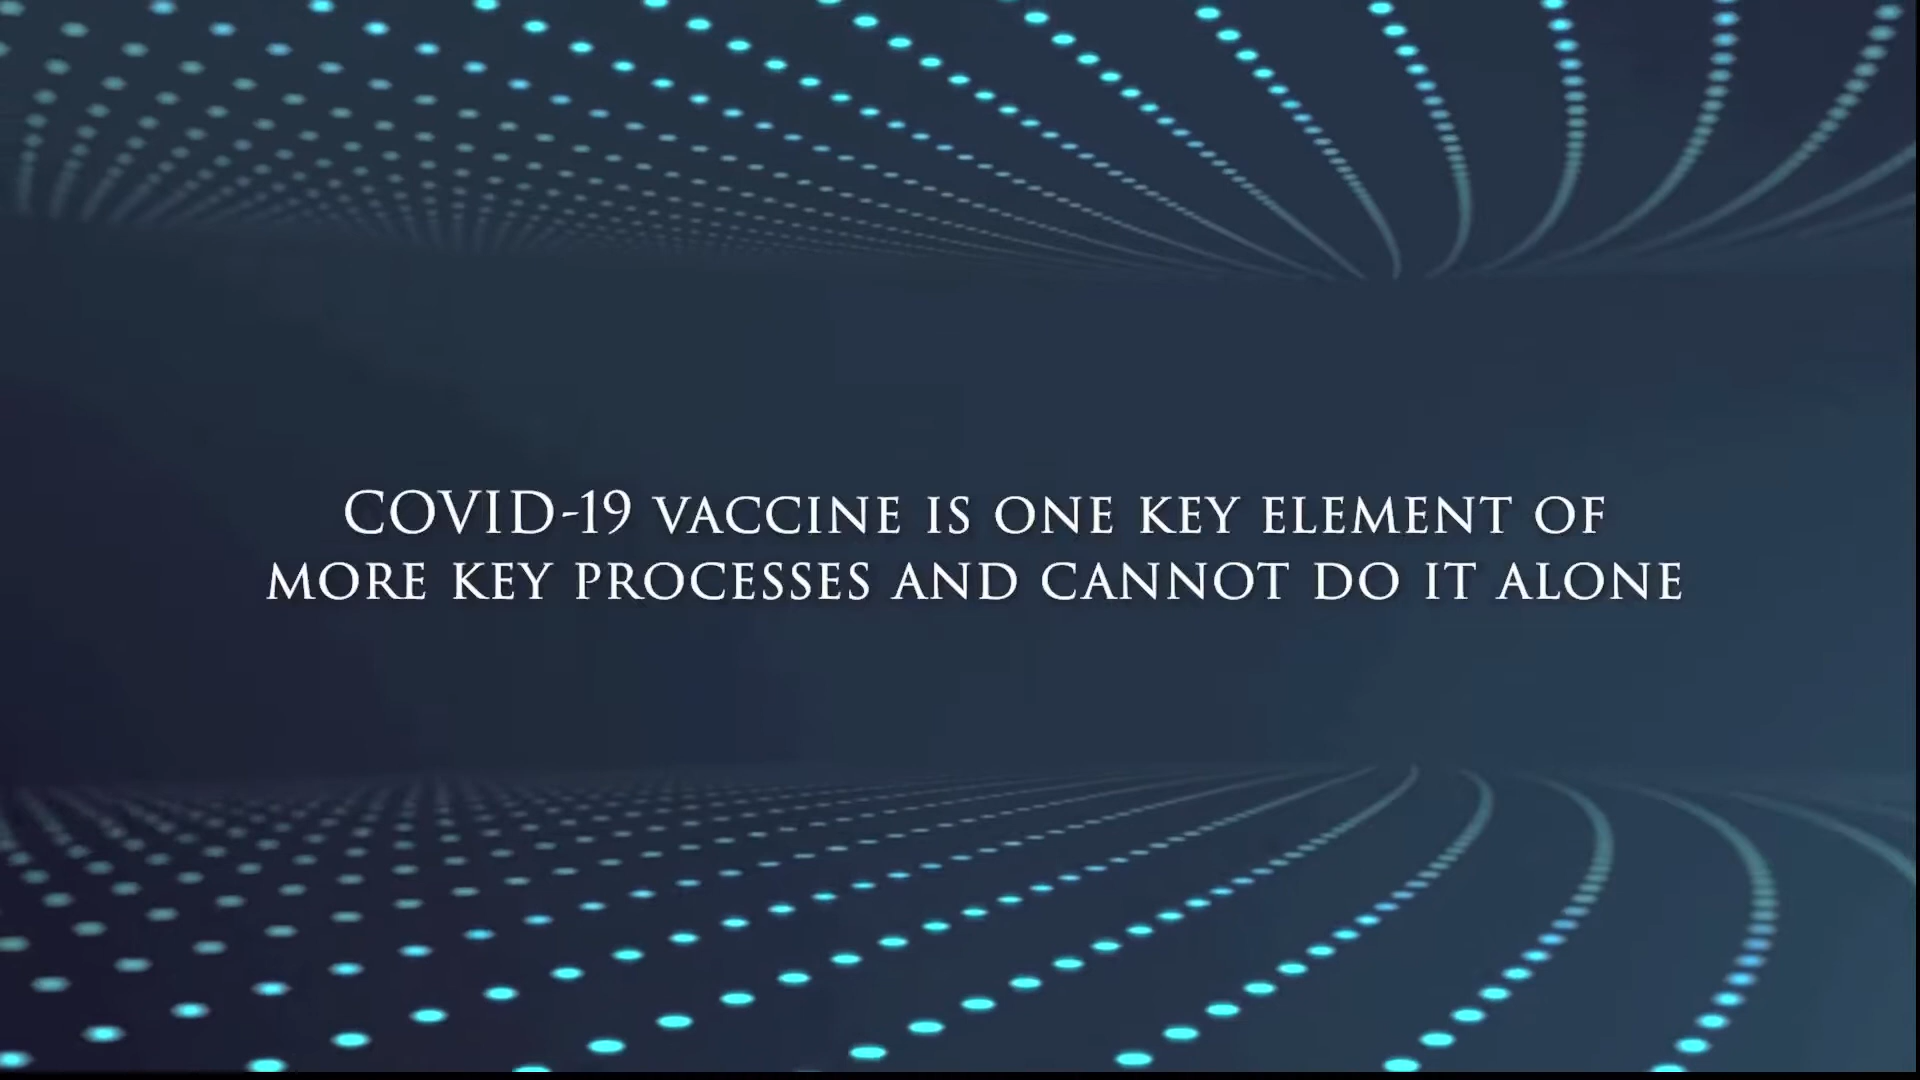 COVID-19 VACCINE IS ONE KEY ELEMENT OF
MORE KEY PROCESSES AND CANNOT DO IT ALONE